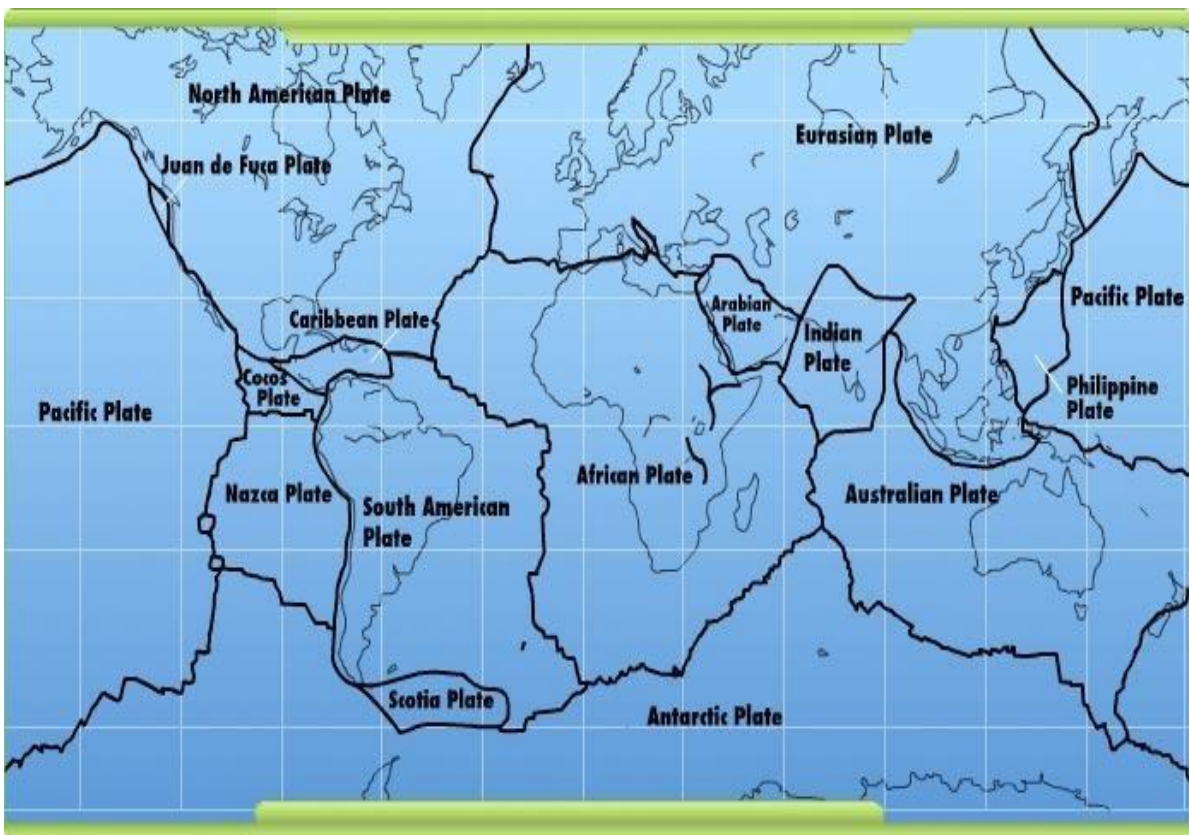 North American Plate
Juan de Fuca Plate
Eurasian Plate
Caribbean Plate
Arabian
Plate
Indian
Plate
Pacific Plate
Cocos
Plate
Philippine
Plate
Pacific Plate
Nazca Plate
South American
Plate
African Plate
Australian Plate
Scotia Plate
Antarctic Plate